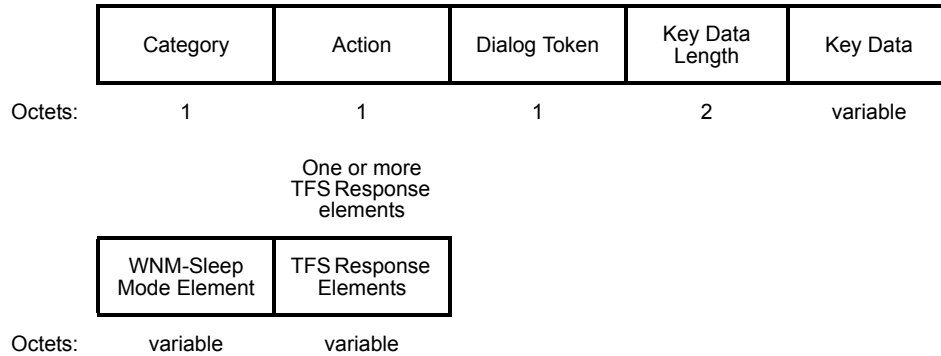 Category Action Dialog Token Key Data Length Key Data
Octets: 1 1 1 2 variable
One or more
TFS Response
elements
WNM-Sleep Mode Element TFS Response Elements
Octets: variable variable